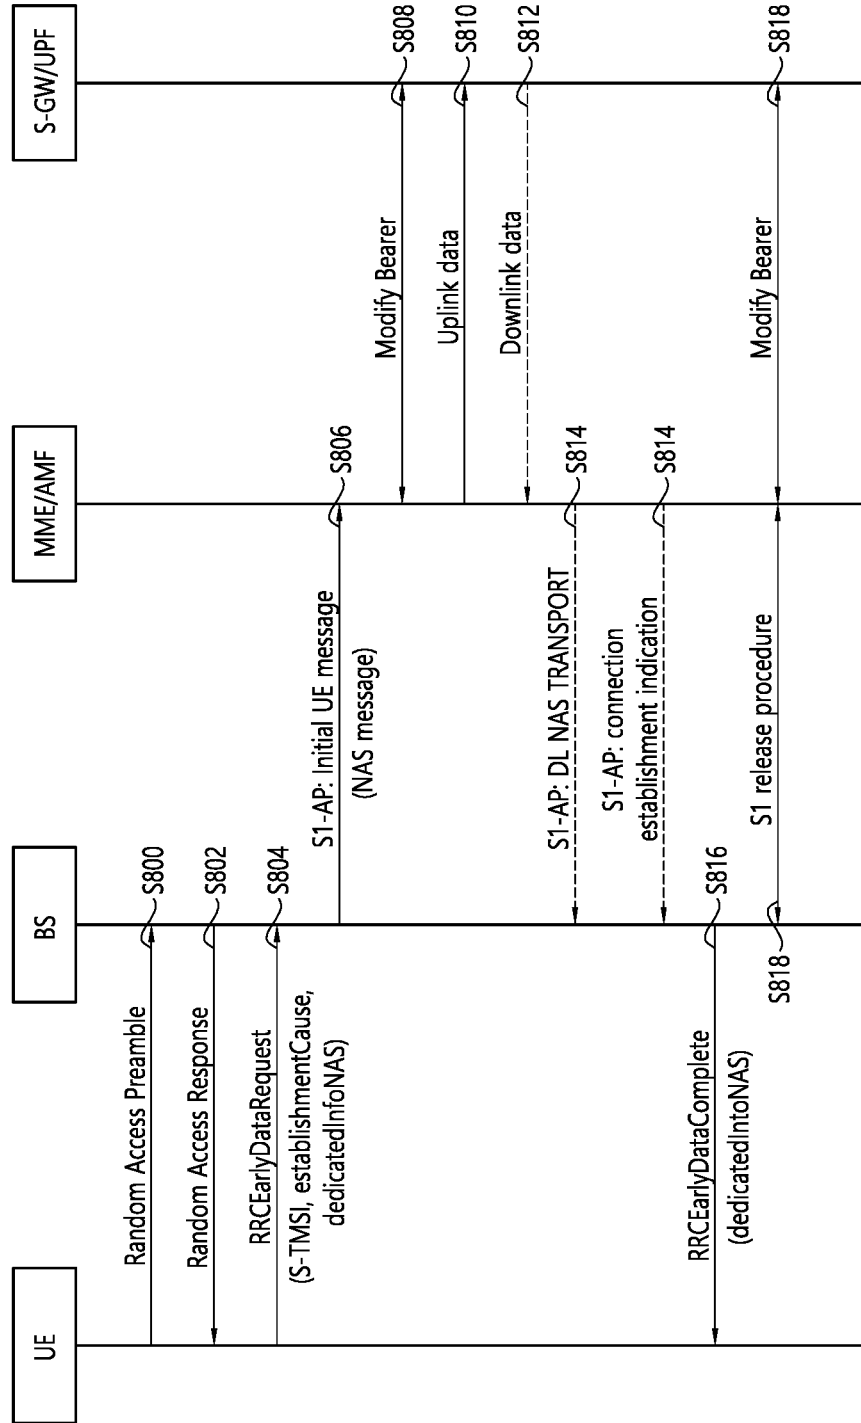 UE
BS
MME/AMF
S-GW/UPF
Random Access Preamble
S800
Random Access Response
S802
RRCEarlyDataRequest
(S-TMSI, establishmentCause,
dedicatedInfoNAS)
S804
S1-AP: Initial UE message
(NAS message)
S806
Modify Bearer
S808
Uplink data
S810
Downlink data
S812
S1-AP: DL NAS TRANSPORT
S814
S1-AP: connection
establishment indication
S814
RRCEarlyDataComplete
(dedicatedIntoNAS)
S816
S818
S1 release procedure
Modify Bearer
S818